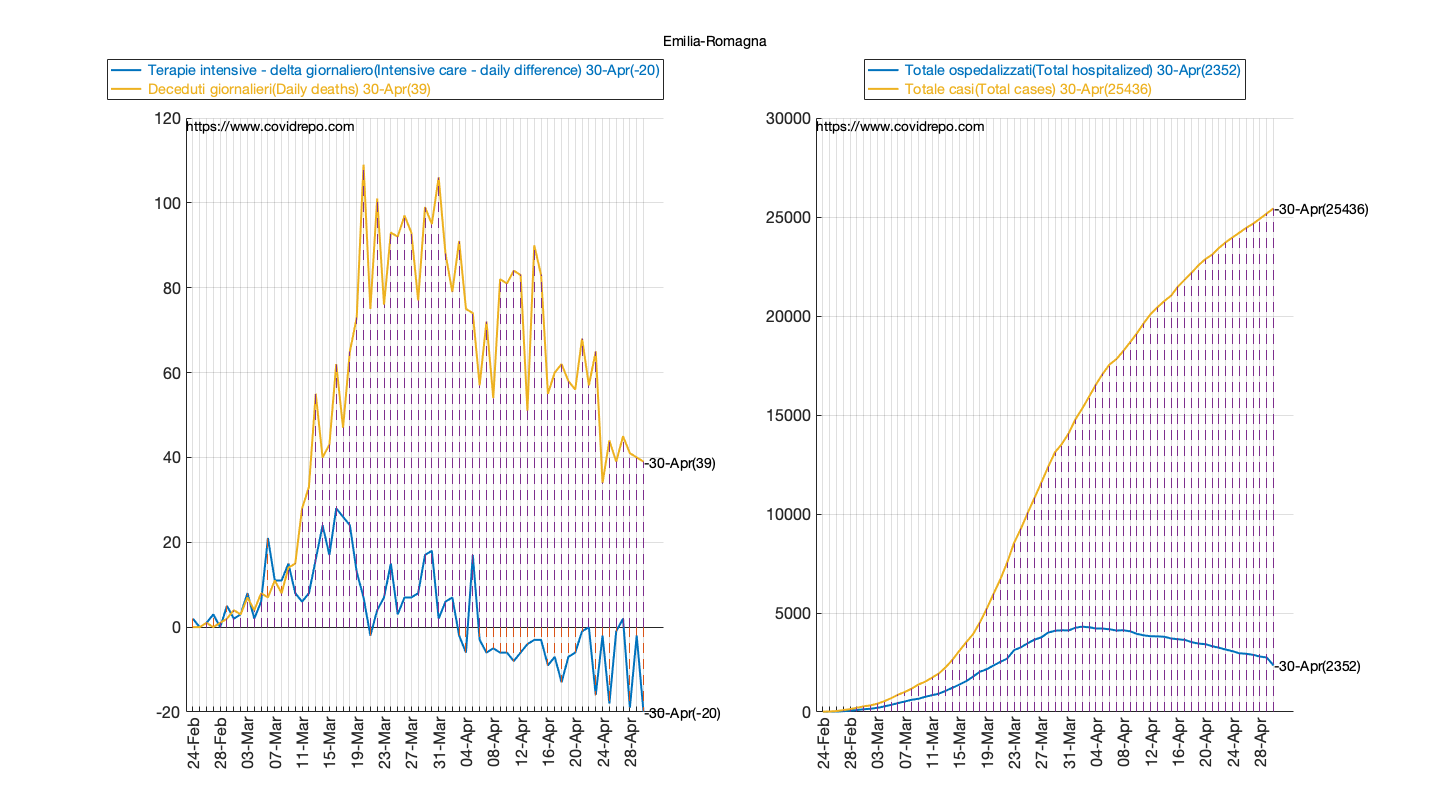 Emilia-Romagna
Terapie intensive - delta giornaliero(Intensive care - daily difference) 30-Apr(-20)
Deceduti giornalieri(Daily deaths) 30-Apr(39)
https://www.covidrepo.com
120
100
80
60
40
20
0
-20
-30-Apr(39)
-30-Apr(-20)
24-Feb
28-Feb
03-Mar
07-Mar
11-Mar
15-Mar
19-Mar
23-Mar
27-Mar
31-Mar
04-Apr
08-Apr
12-Apr
16-Apr
20-Apr
24-Apr
28-Apr
Totale ospedalizzati(Total hospitalized) 30-Apr(2352)
Totale casi(Total cases) 30-Apr(25436)
https://www.covidrepo.com
30000
25000
20000
15000
10000
5000
0
-30-Apr(25436)
-30-Apr(2352)
24-Feb
28-Feb
03-Mar
07-Mar
11-Mar
15-Mar
19-Mar
23-Mar
27-Mar
31-Mar
04-Apr
08-Apr
12-Apr
16-Apr
20-Apr
24-Apr
28-Apr